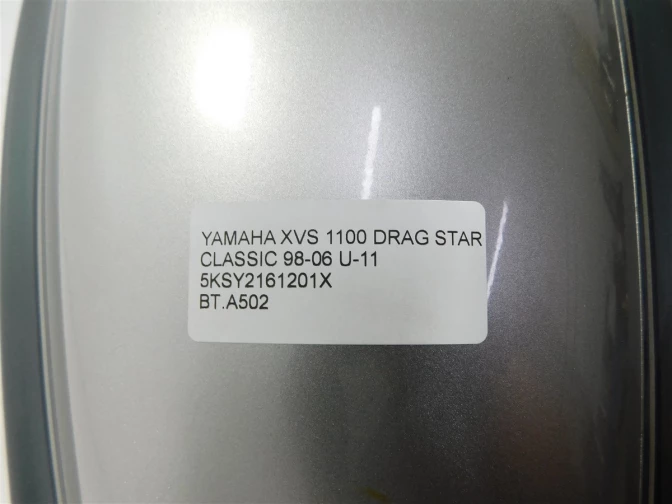 YAMAHA XVS 1100 DRAG STAR
CLASSIC 98-06 U-11
5KSY2161201X
BT.A502